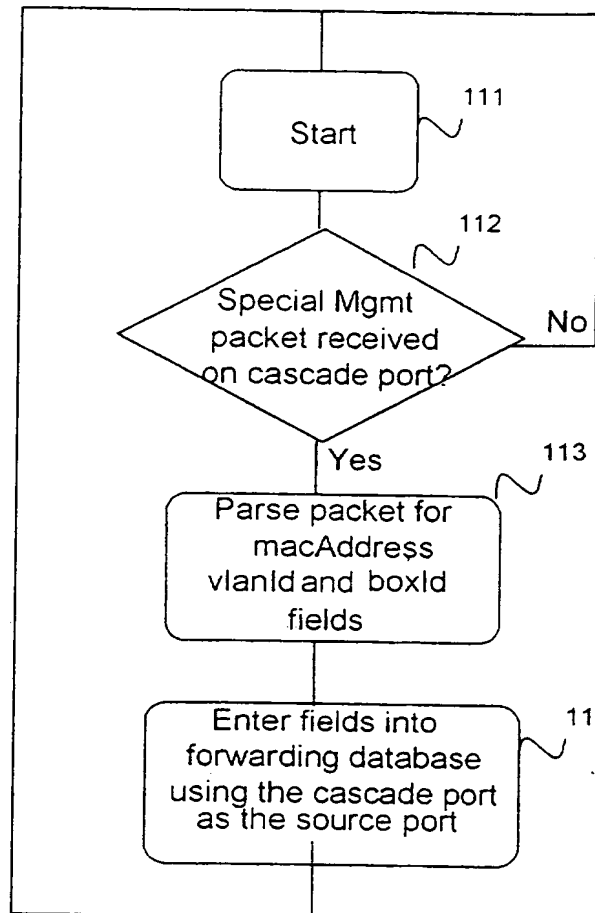 111
Start
112
Special Mgmt
packet received
on cascade port?
No
Yes
113
Parse packet for
macAddress
vlanId and boxId
fields
11
Enter fields into
forwarding database
using the cascade port
as the source port